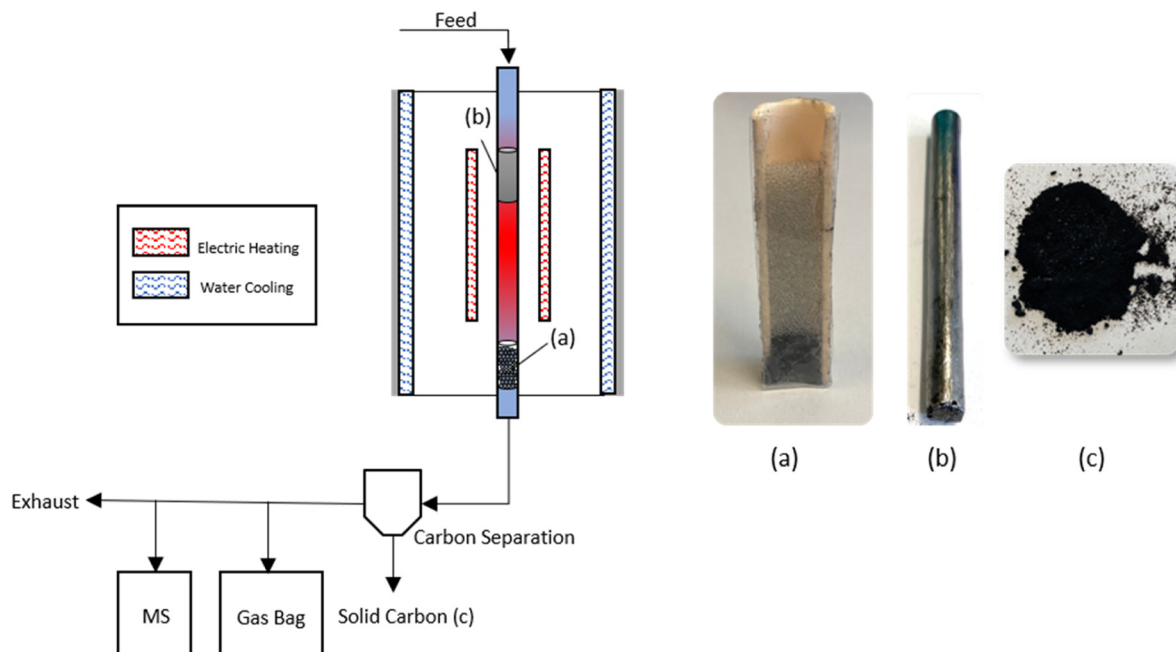 Feed
(b)
Electric Heating
Water Cooling
(a)
Exhaust
Carbon Separation
MS
Gas Bag
Solid Carbon (c)
(a)
(b)
(c)